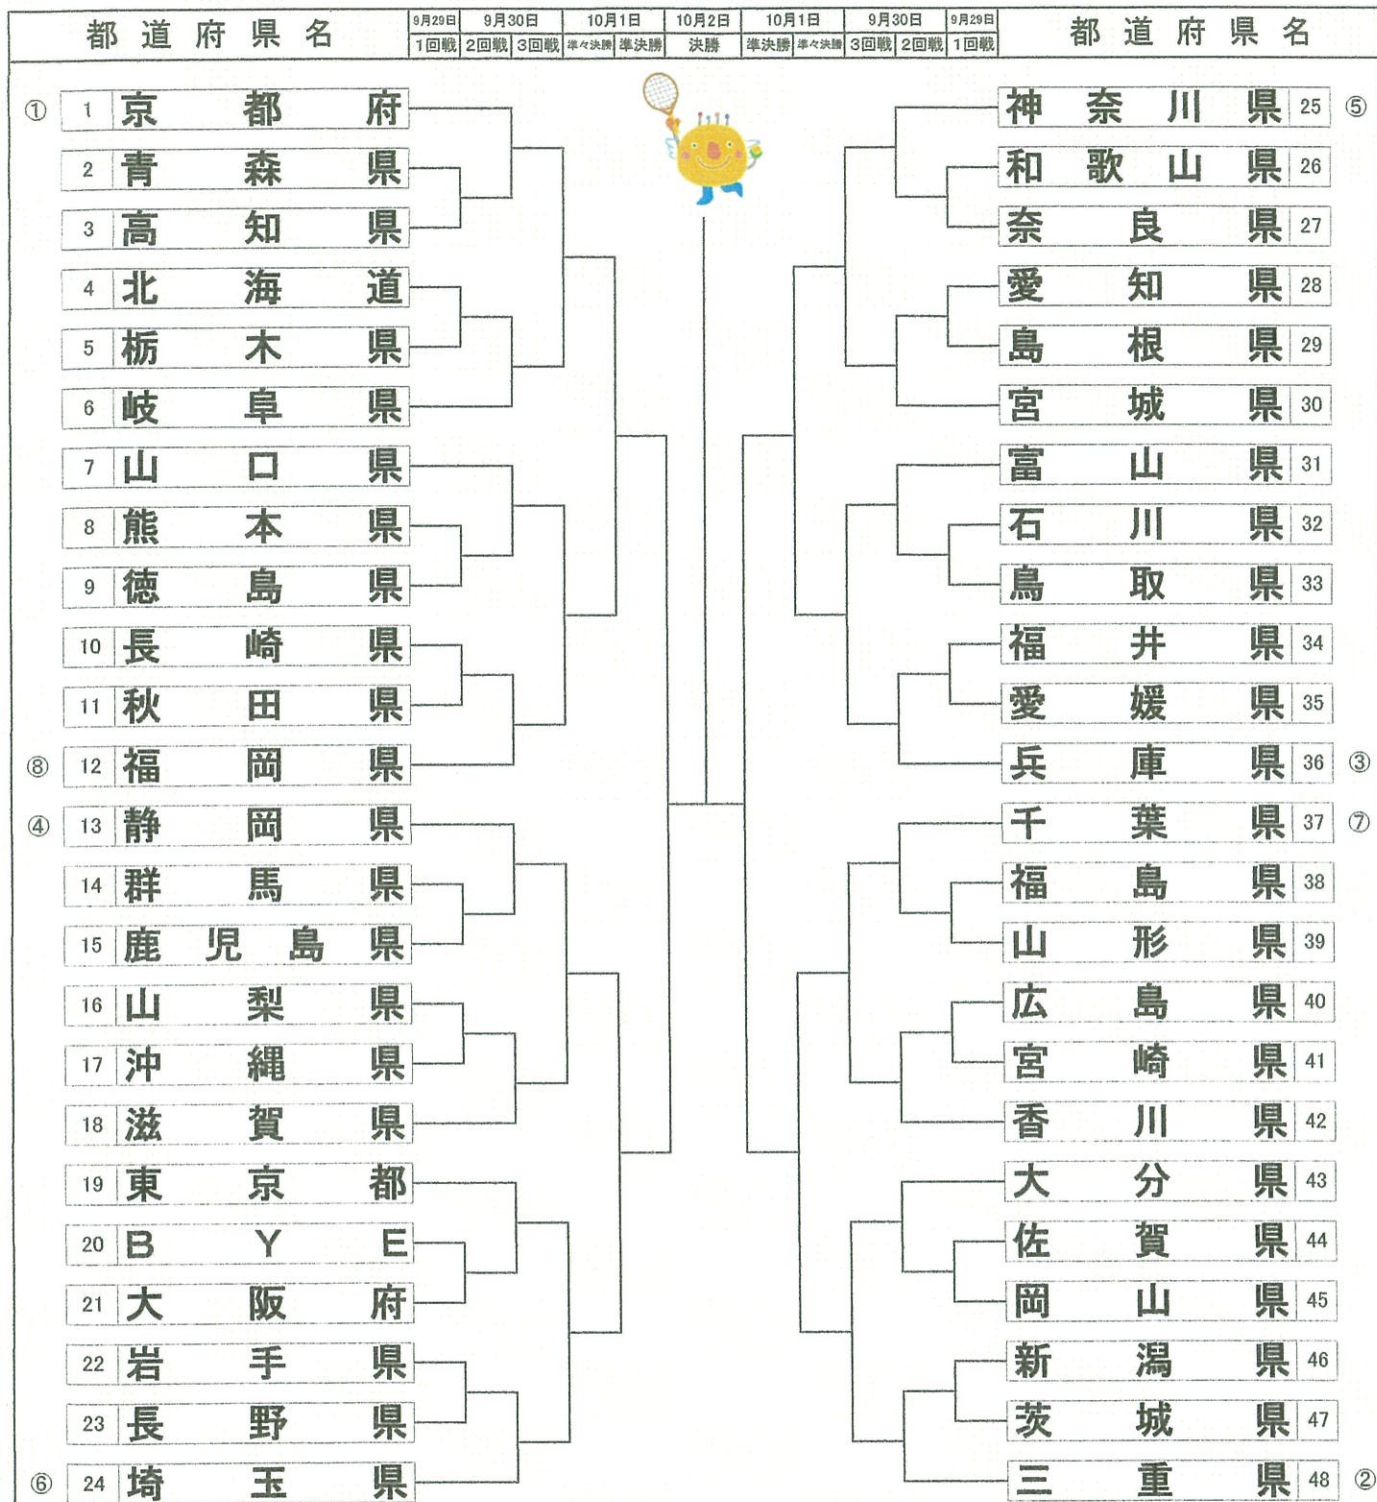 都道府県名 9月29日 9月30日 10月1日 10月2日 10月1日 9月30日 9月29日 都道府県名
1回戦 2回戦 3回戦 準々決勝 準決勝 決勝 準決勝 準々決勝 3回戦 2回戦 1回戦
① 1 京都府 神奈川県 25 ⑤
2 青森県 和歌山県 26
3 高知県 奈良県 27
4 北海道 愛知県 28
5 栃木県 島根県 29
6 岐阜県 宮城県 30
7 山口県 富山県 31
8 熊本県 石川県 32
9 徳島県 鳥取県 33
10 長崎県 福井県 34
11 秋田県 愛媛県 35
⑧ 12 福岡県 兵庫県 36 ③
④ 13 静岡県 千葉県 37 ⑦
14 群馬県 福島県 38
15 鹿児島県 山形県 39
16 山梨県 広島県 40
17 沖縄県 宮崎県 41
18 滋賀県 香川県 42
19 東京都 大分県 43
20 BYE 佐賀県 44
21 大阪府 岡山県 45
22 岩手県 新潟県 46
23 長野県 茨城県 47
⑥ 24 埼玉県 三重県 48 ②